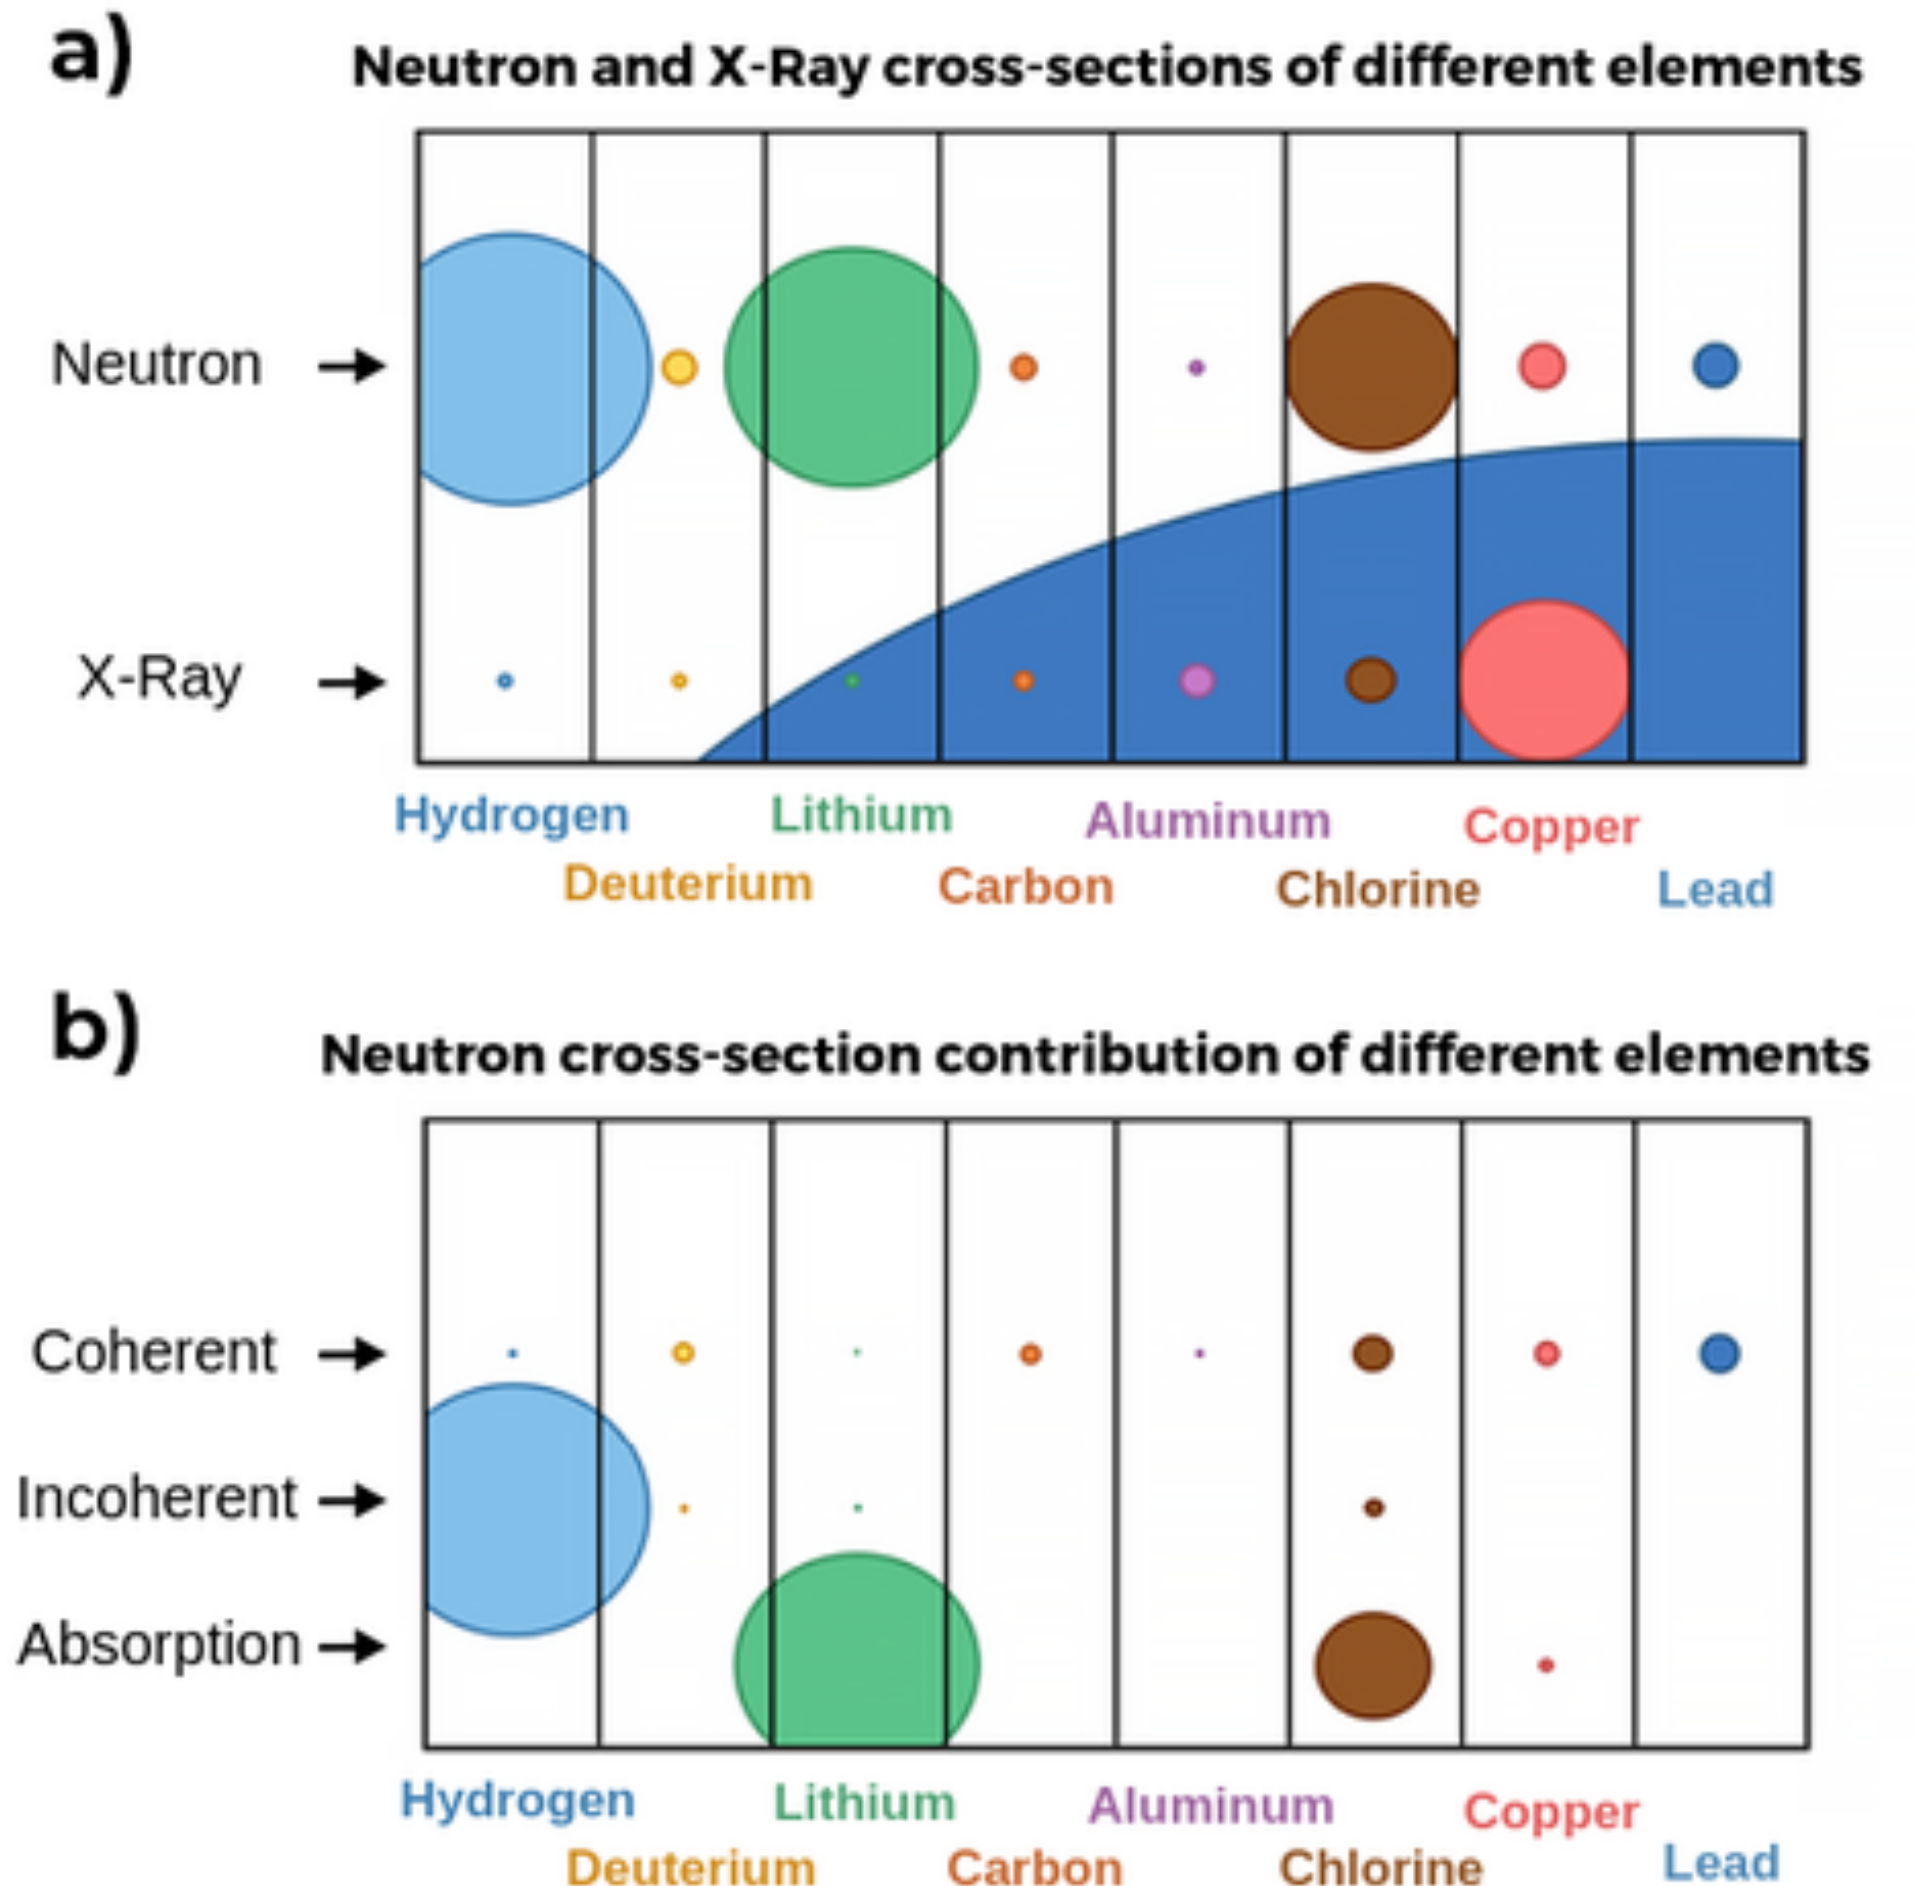 a)
Neutron and X-Ray cross-sections of different elements
Neutron
X-Ray
Hydrogen
Deuterium
Lithium
Carbon
Aluminum
Chlorine
Copper
Lead
b)
Neutron cross-section contribution of different elements
Coherent
Incoherent
Absorption
Hydrogen
Deuterium
Lithium
Carbon
Aluminum
Chlorine
Copper
Lead